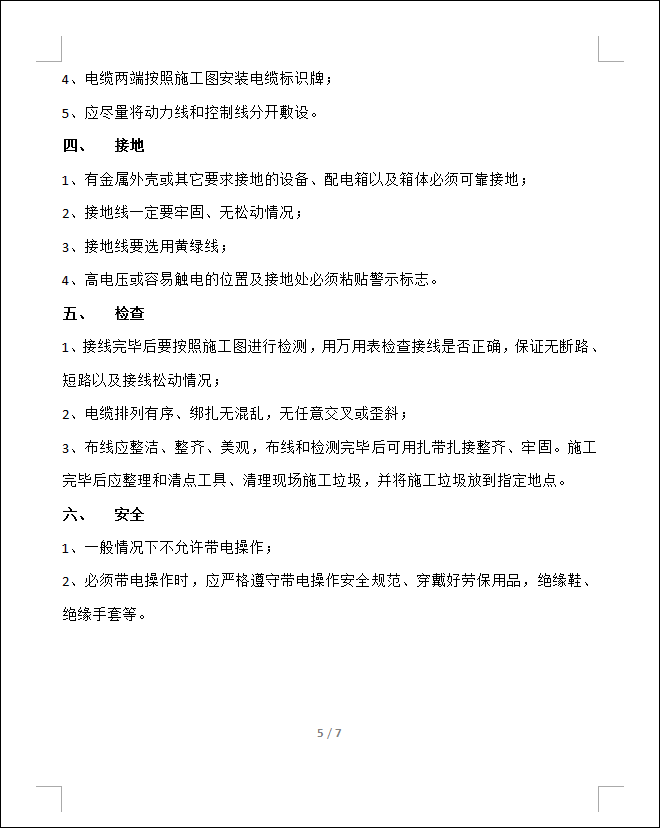 4、电缆两端按照施工图安装电缆标识牌；
5、应尽量将动力线和控制线分开敷设。
四、 接地
1、有金属外壳或其它要求接地的设备、配电箱以及箱体必须可靠接地；
2、接地线一定要牢固、无松动情况；
3、接地线要选用黄绿线；
4、高电压或容易触电的位置及接地处必须粘贴警示标志。
五、 检查
1、接线完毕后要按照施工图进行检测，用万用表检查接线是否正确，保证无断路、
短路以及接线松动情况；
2、电缆排列有序、绑扎无混乱，无任意交叉或歪斜；
3、布线应整洁、整齐、美观，布线和检测完毕后可用扎带扎接整齐、牢固。施工
完毕后应整理和清点工具、清理现场施工垃圾，并将施工垃圾放到指定地点。
六、 安全
1、一般情况下不允许带电操作；
2、必须带电操作时，应严格遵守带电操作安全规范、穿戴好劳保用品，绝缘鞋、
绝缘手套等。
5 / 7